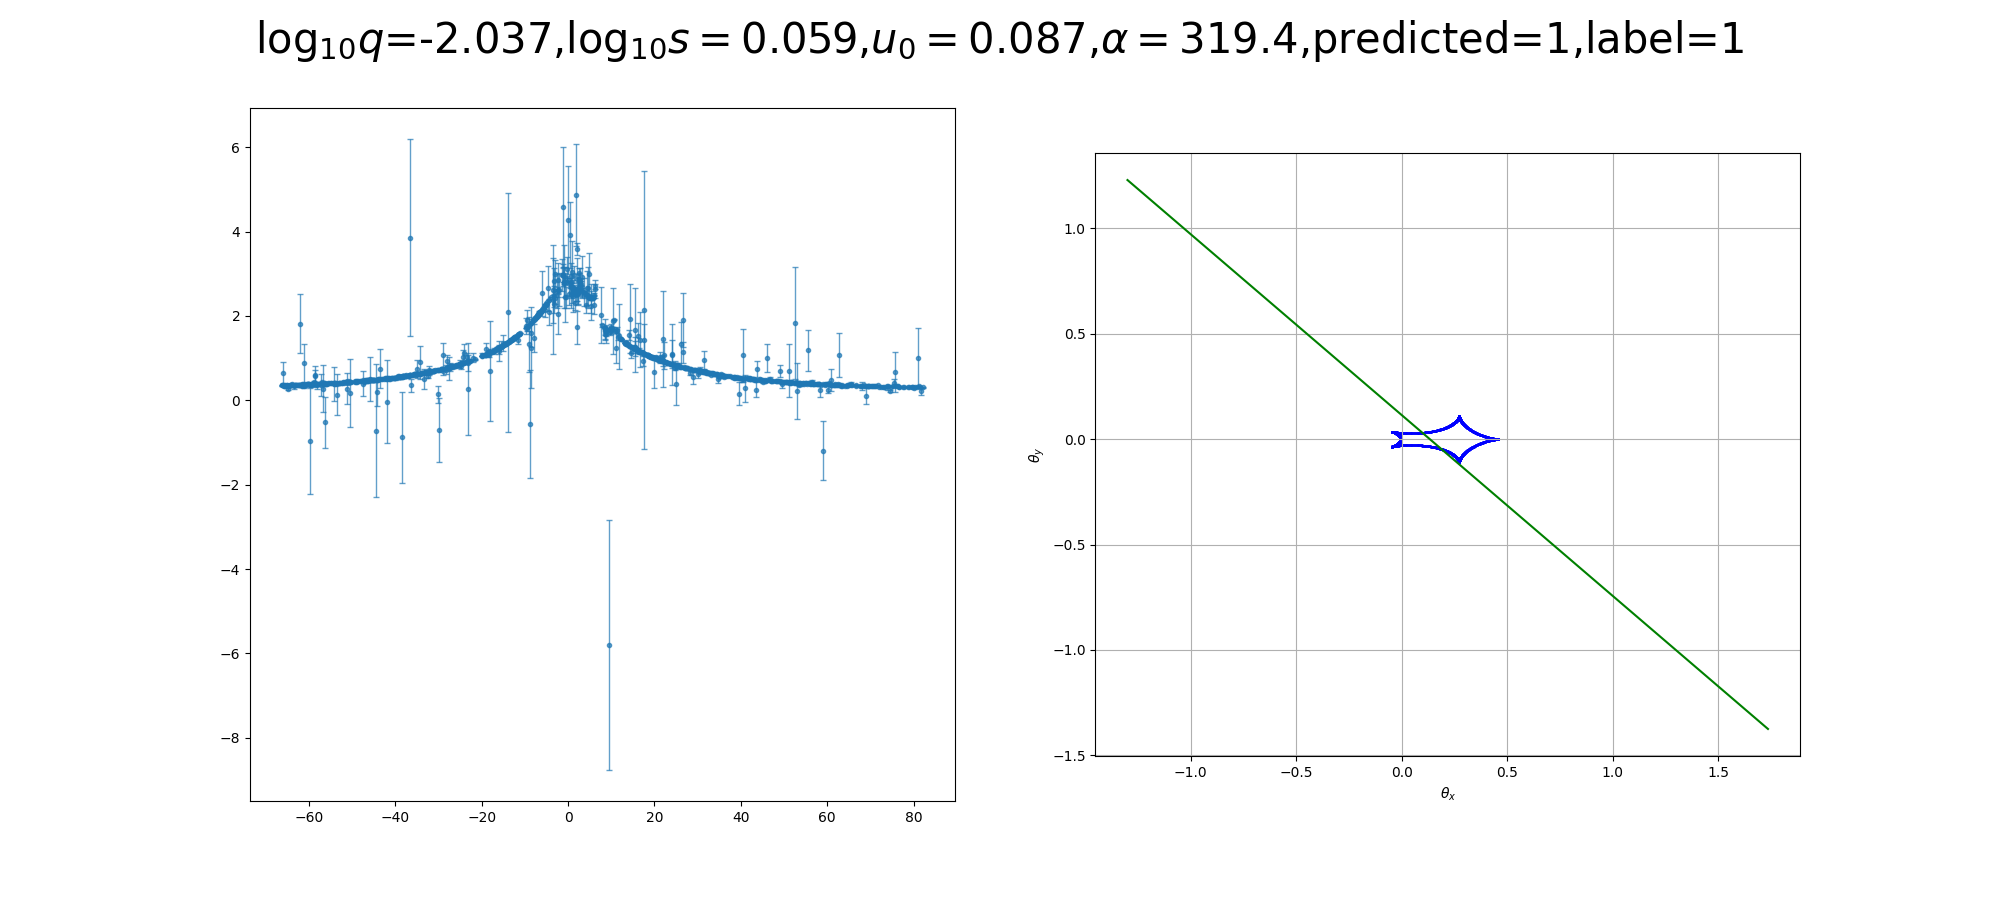 log₁₀q=-2.037,log₁₀s = 0.059,u₀ = 0.087,α = 319.4,predicted=1,label=1
6
4
2
0
−2
−4
−6
−8
−60 −40 −20 0 20 40 60 80
1.0
0.5
0.0
−0.5
−1.0
−1.5
θy
−1.0 −0.5 0.0 0.5 1.0 1.5
θx